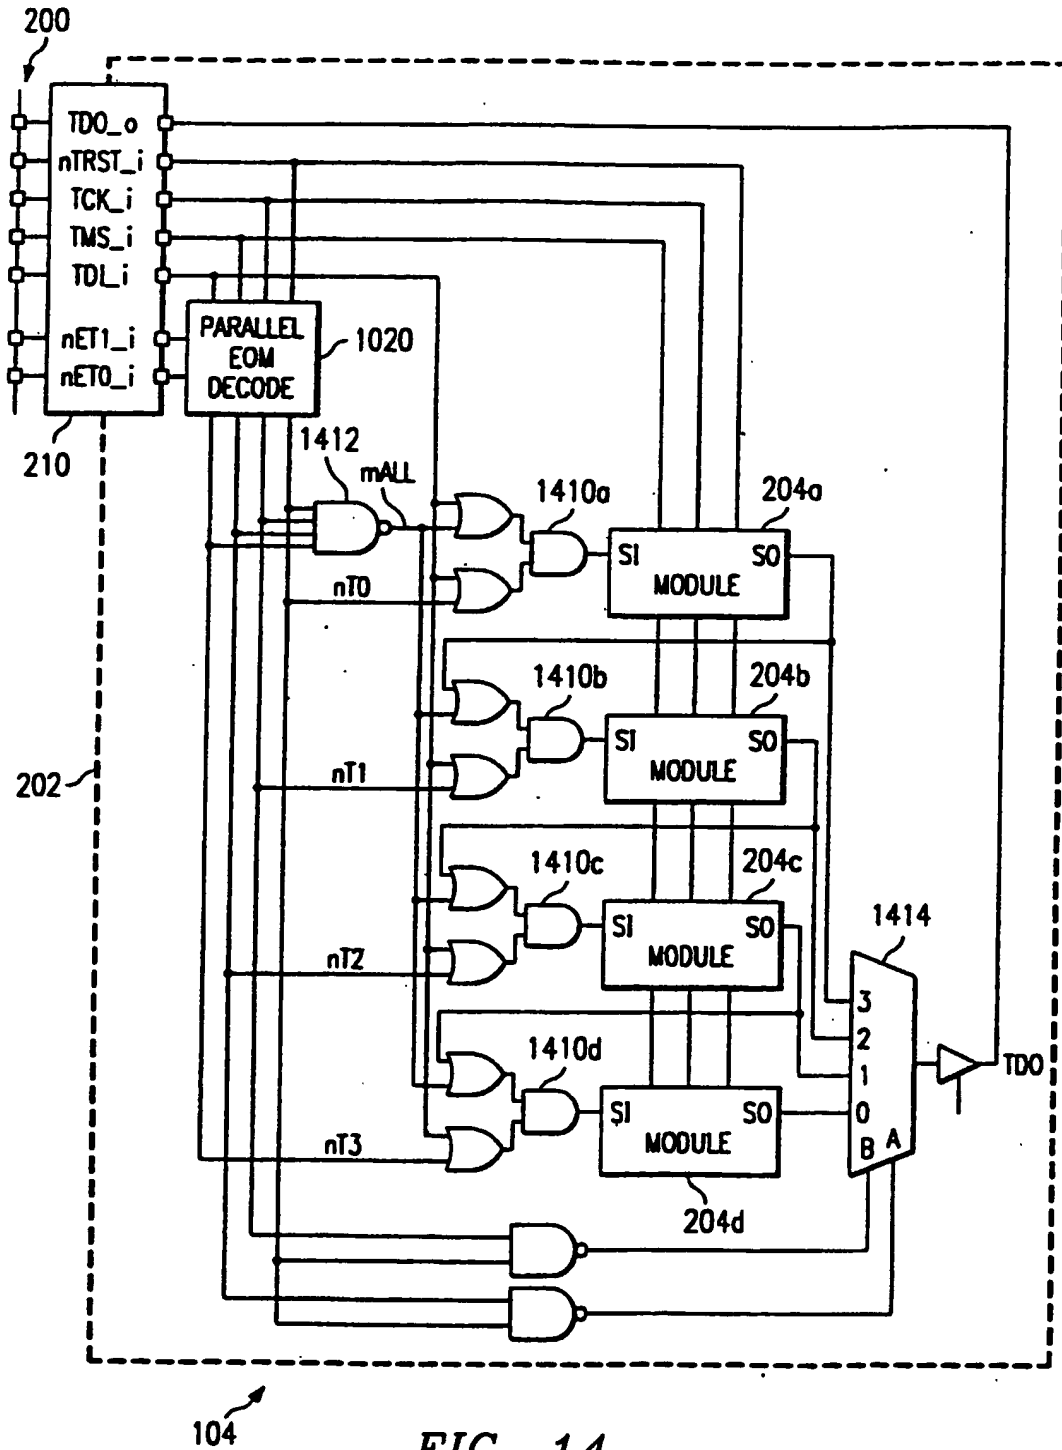 200
TDO_o
nTRST_i
TCK_i
TMS_i
TDI_i
nET1_i
nET0_i
210
PARALLEL
EOM
DECODE
1020
1412
mALL
1410a
204a
SI
SO
MODULE
nT0
1410b
204b
SI
SO
MODULE
nT1
202
1410c
204c
SI
SO
MODULE
nT2
1414
3
2
1
0
B
A
TDO
1410d
SI
SO
MODULE
nT3
204d
104
FIG. 14